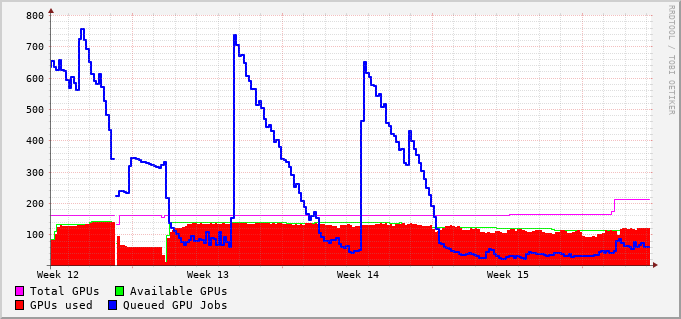 800
700
600
500
400
300
200
100
Week 12 Week 13 Week 14 Week 15
Total GPUs Available GPUs
GPUs used Queued GPU Jobs
RRDTOOL / TOBI OETIKER